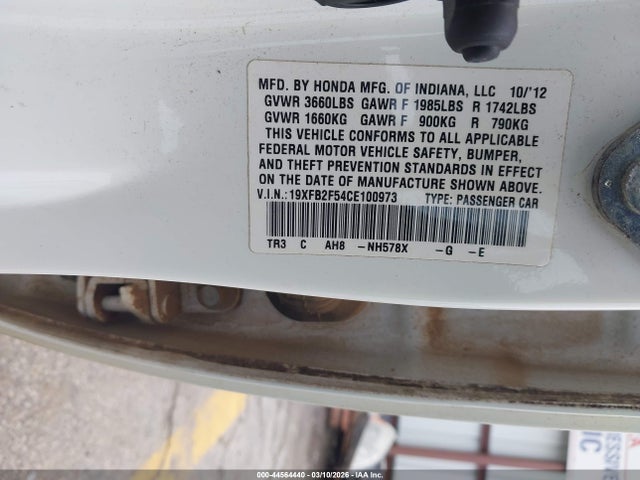 MFD. BY HONDA MFG. OF INDIANA, LLC 10/'12
GVWR 3660LBS GAWR F 1985LBS R 1742LBS
GVWR 1660KG GAWR F 900KG R 790KG
THIS VEHICLE CONFORMS TO ALL APPLICABLE
FEDERAL MOTOR VEHICLE SAFETY, BUMPER,
AND THEFT PREVENTION STANDARDS IN EFFECT
ON THE DATE OF MANUFACTURE SHOWN ABOVE.
V.I.N.: 19XFB2F54CE100973 TYPE: PASSENGER CAR
TR3 C AH8 -NH578X -G -E
000-44564440 - 03/10/2026 - IAA Inc.